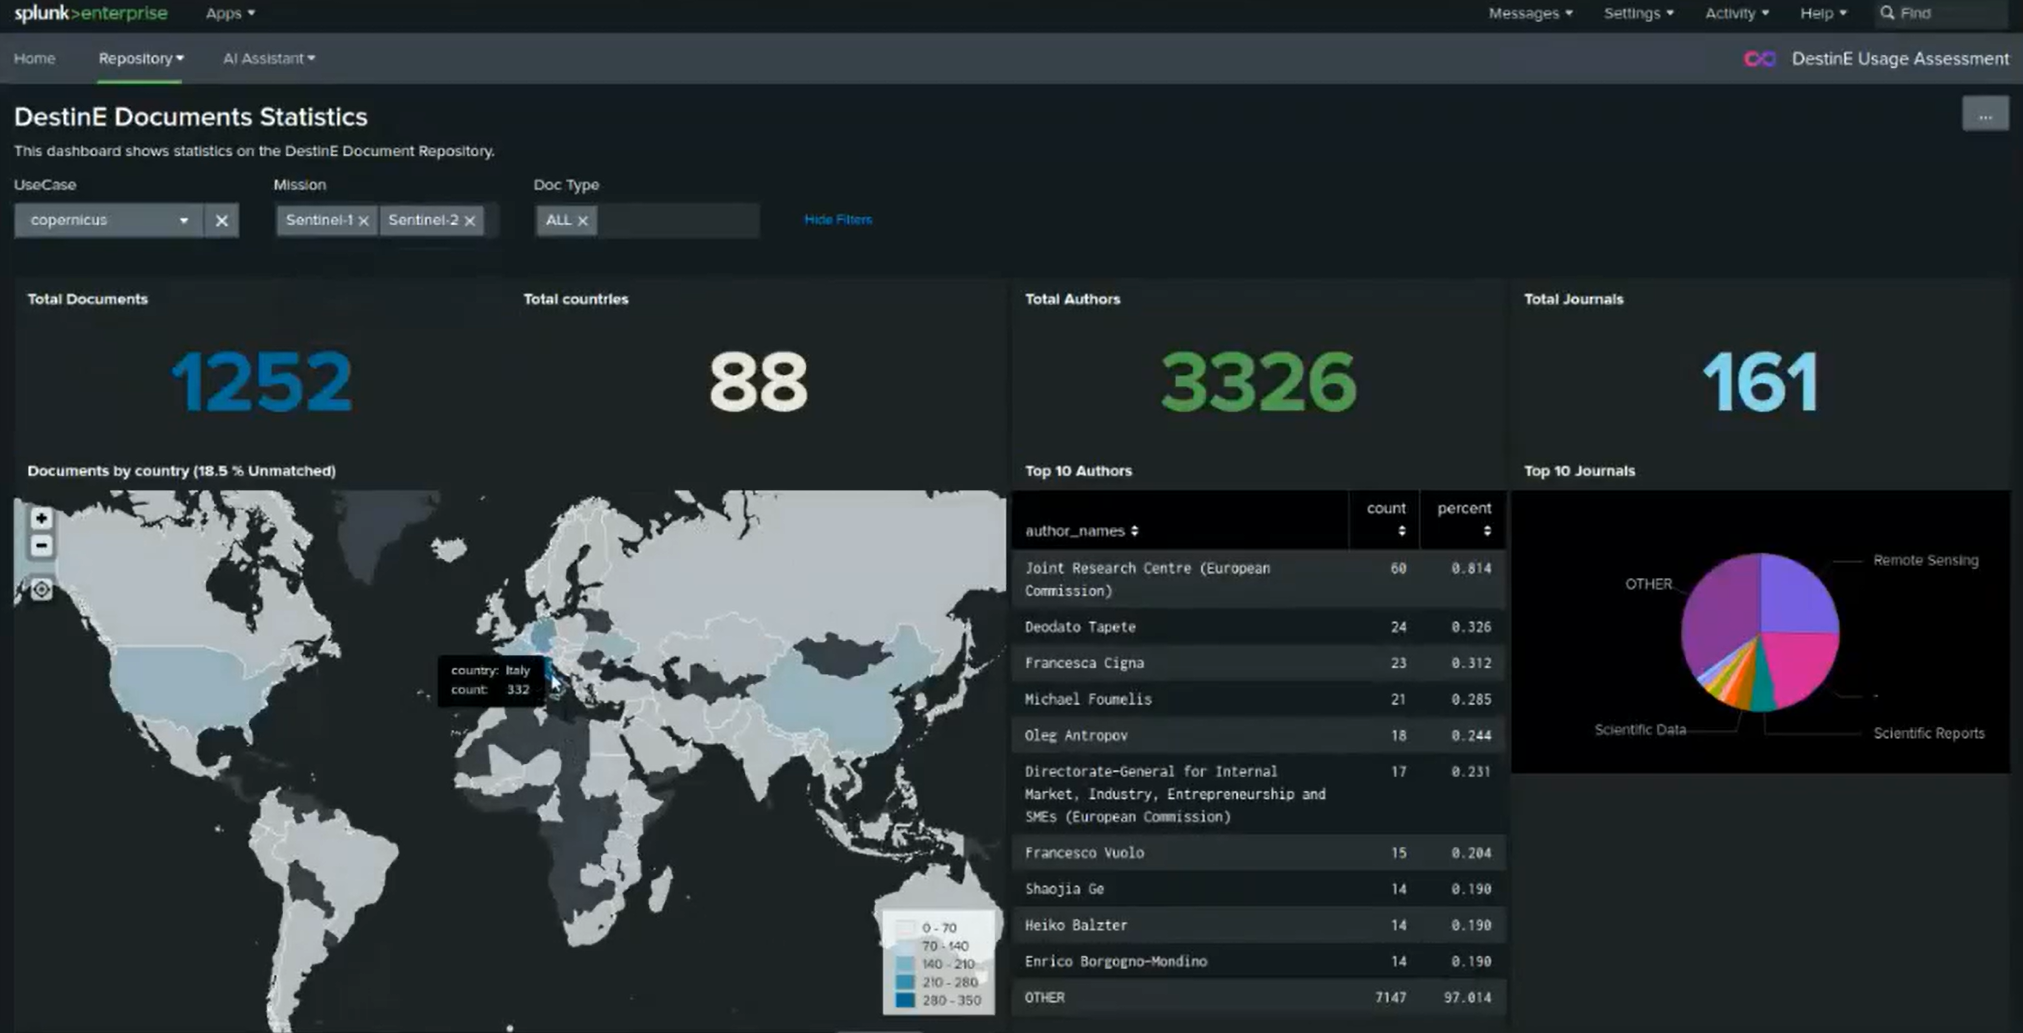 splunk>enterprise Apps Messages Settings Activity Help Find
Home Repository AI Assistant DestinE Usage Assessment
DestinE Documents Statistics
...
This dashboard shows statistics on the DestinE Document Repository.
UseCase Mission Doc Type
copernicus Sentinel-1 Sentinel-2 ALL Hide Filters
Total Documents
1252
Total countries
88
Total Authors
3326
Total Journals
161
Documents by country (18.5 % Unmatched)
country: Italy
count: 332
0 - 70
70 - 140
140 - 210
210 - 280
280 - 350
Top 10 Authors
author_names count percent
Joint Research Centre (European
Commission) 60 0.814
Deodato Tapete 24 0.326
Francesca Cigna 23 0.312
Michael Foumelis 21 0.285
Oleg Antropov 18 0.244
Directorate-General for Internal
Market, Industry, Entrepreneurship and
SMEs (European Commission) 17 0.231
Francesco Vuolo 15 0.204
Shaojia Ge 14 0.190
Heiko Balzter 14 0.190
Enrico Borgogno-Mondino 14 0.190
OTHER 7147 97.014
Top 10 Journals
Remote Sensing
OTHER
-
Scientific Data
Scientific Reports